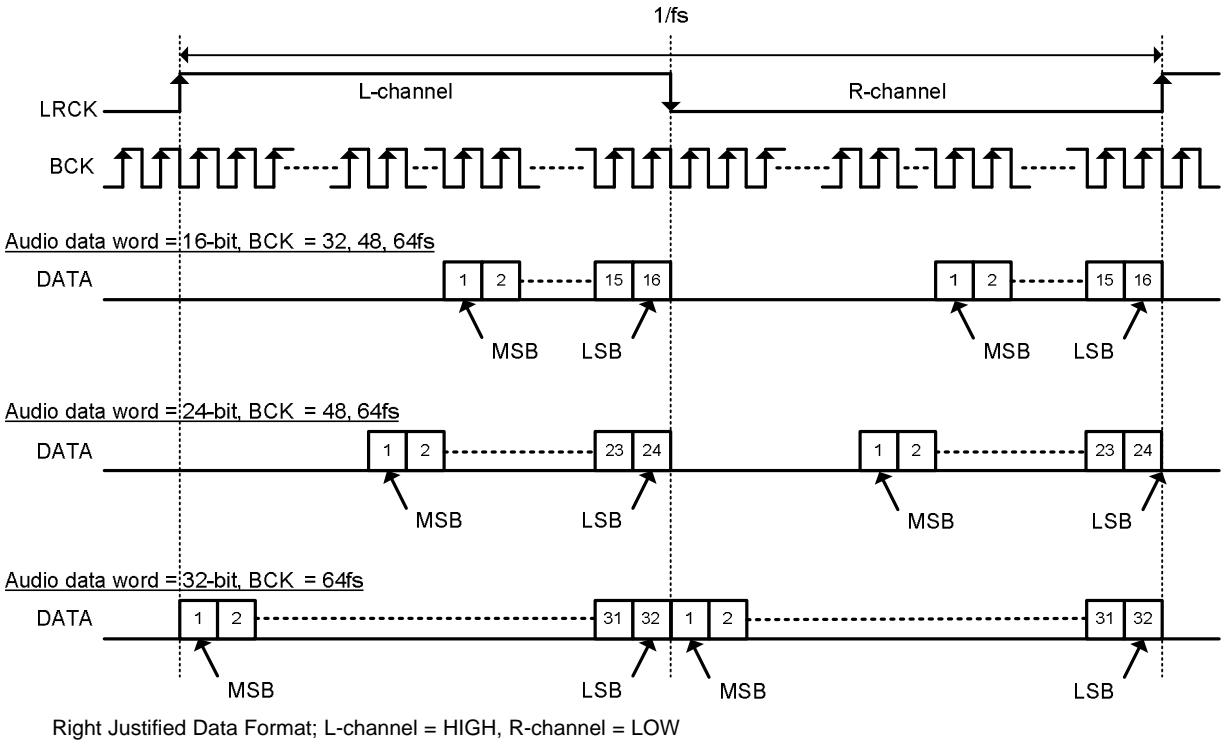 1/fs
L-channel R-channel
LRCK
BCK
Audio data word = 16-bit, BCK = 32, 48, 64fs
DATA 1 2 15 16 1 2 15 16
MSB LSB MSB LSB
Audio data word = 24-bit, BCK = 48, 64fs
DATA 1 2 23 24 1 2 23 24
MSB LSB MSB LSB
Audio data word = 32-bit, BCK = 64fs
DATA 1 2 31 32 1 2 31 32
MSB LSB MSB LSB
Right Justified Data Format; L-channel = HIGH, R-channel = LOW